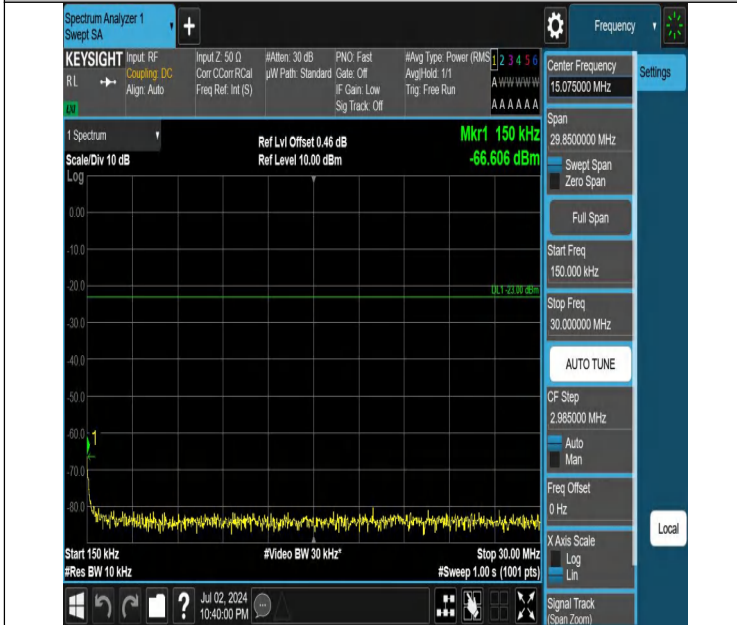 Spectrum Analyzer 1
Swept SA
+
Frequency
KEYSIGHT
RL
Input: RF
Coupling: DC
Align: Auto
Input Z: 50 Ω
Corr CCorr RCal
Freq Ref: Int (S)
#Atten: 30 dB
µW Path: Standard
PNO: Fast
Gate: Off
IF Gain: Low
Sig Track: Off
#Avg Type: Power (RMS
Avg|Hold: 1/1
Trig: Free Run
1 2 3 4 5 6
A W W W W W
A A A A A A
1 Spectrum
Scale/Div 10 dB
Log
Ref Lvl Offset 0.46 dB
Ref Level 10.00 dBm
Mkr1 150 kHz
-66.606 dBm
0.00
-10.0
-20.0
DL1 -23.00 dBm
-30.0
-40.0
-50.0
-60.0
1
-70.0
-80.0
Start 150 kHz
#Res BW 10 kHz
#Video BW 30 kHz*
Stop 30.00 MHz
#Sweep 1.00 s (1001 pts)
?
Jul 02, 2024
10:40:00 PM
Center Frequency
15.075000 MHz
Span
29.8500000 MHz
Swept Span
Zero Span
Full Span
Start Freq
150.000 kHz
Stop Freq
30.000000 MHz
AUTO TUNE
CF Step
2.985000 MHz
Auto
Man
Freq Offset
0 Hz
X Axis Scale
Log
Lin
Signal Track
(Span Zoom)
Settings
Local